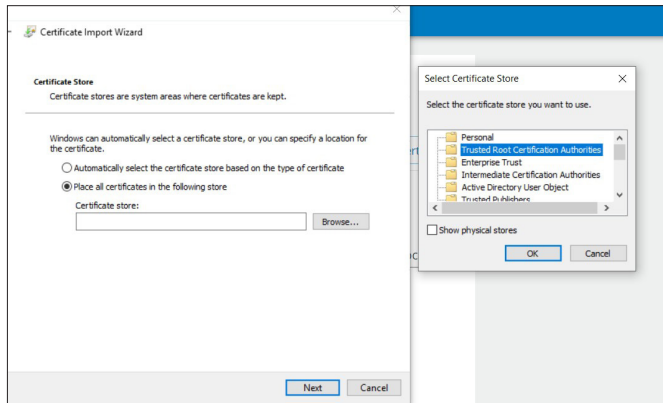 Certificate Import Wizard
Certificate Store
Certificate stores are system areas where certificates are kept.
Windows can automatically select a certificate store, or you can specify a location for
the certificate.
Automatically select the certificate store based on the type of certificate
Place all certificates in the following store
Certificate store:
Browse...
Next
Cancel
Select Certificate Store
Select the certificate store you want to use.
Personal
Trusted Root Certification Authorities
Enterprise Trust
Intermediate Certification Authorities
Active Directory User Object
Trusted Publishers
Show physical stores
OK
Cancel